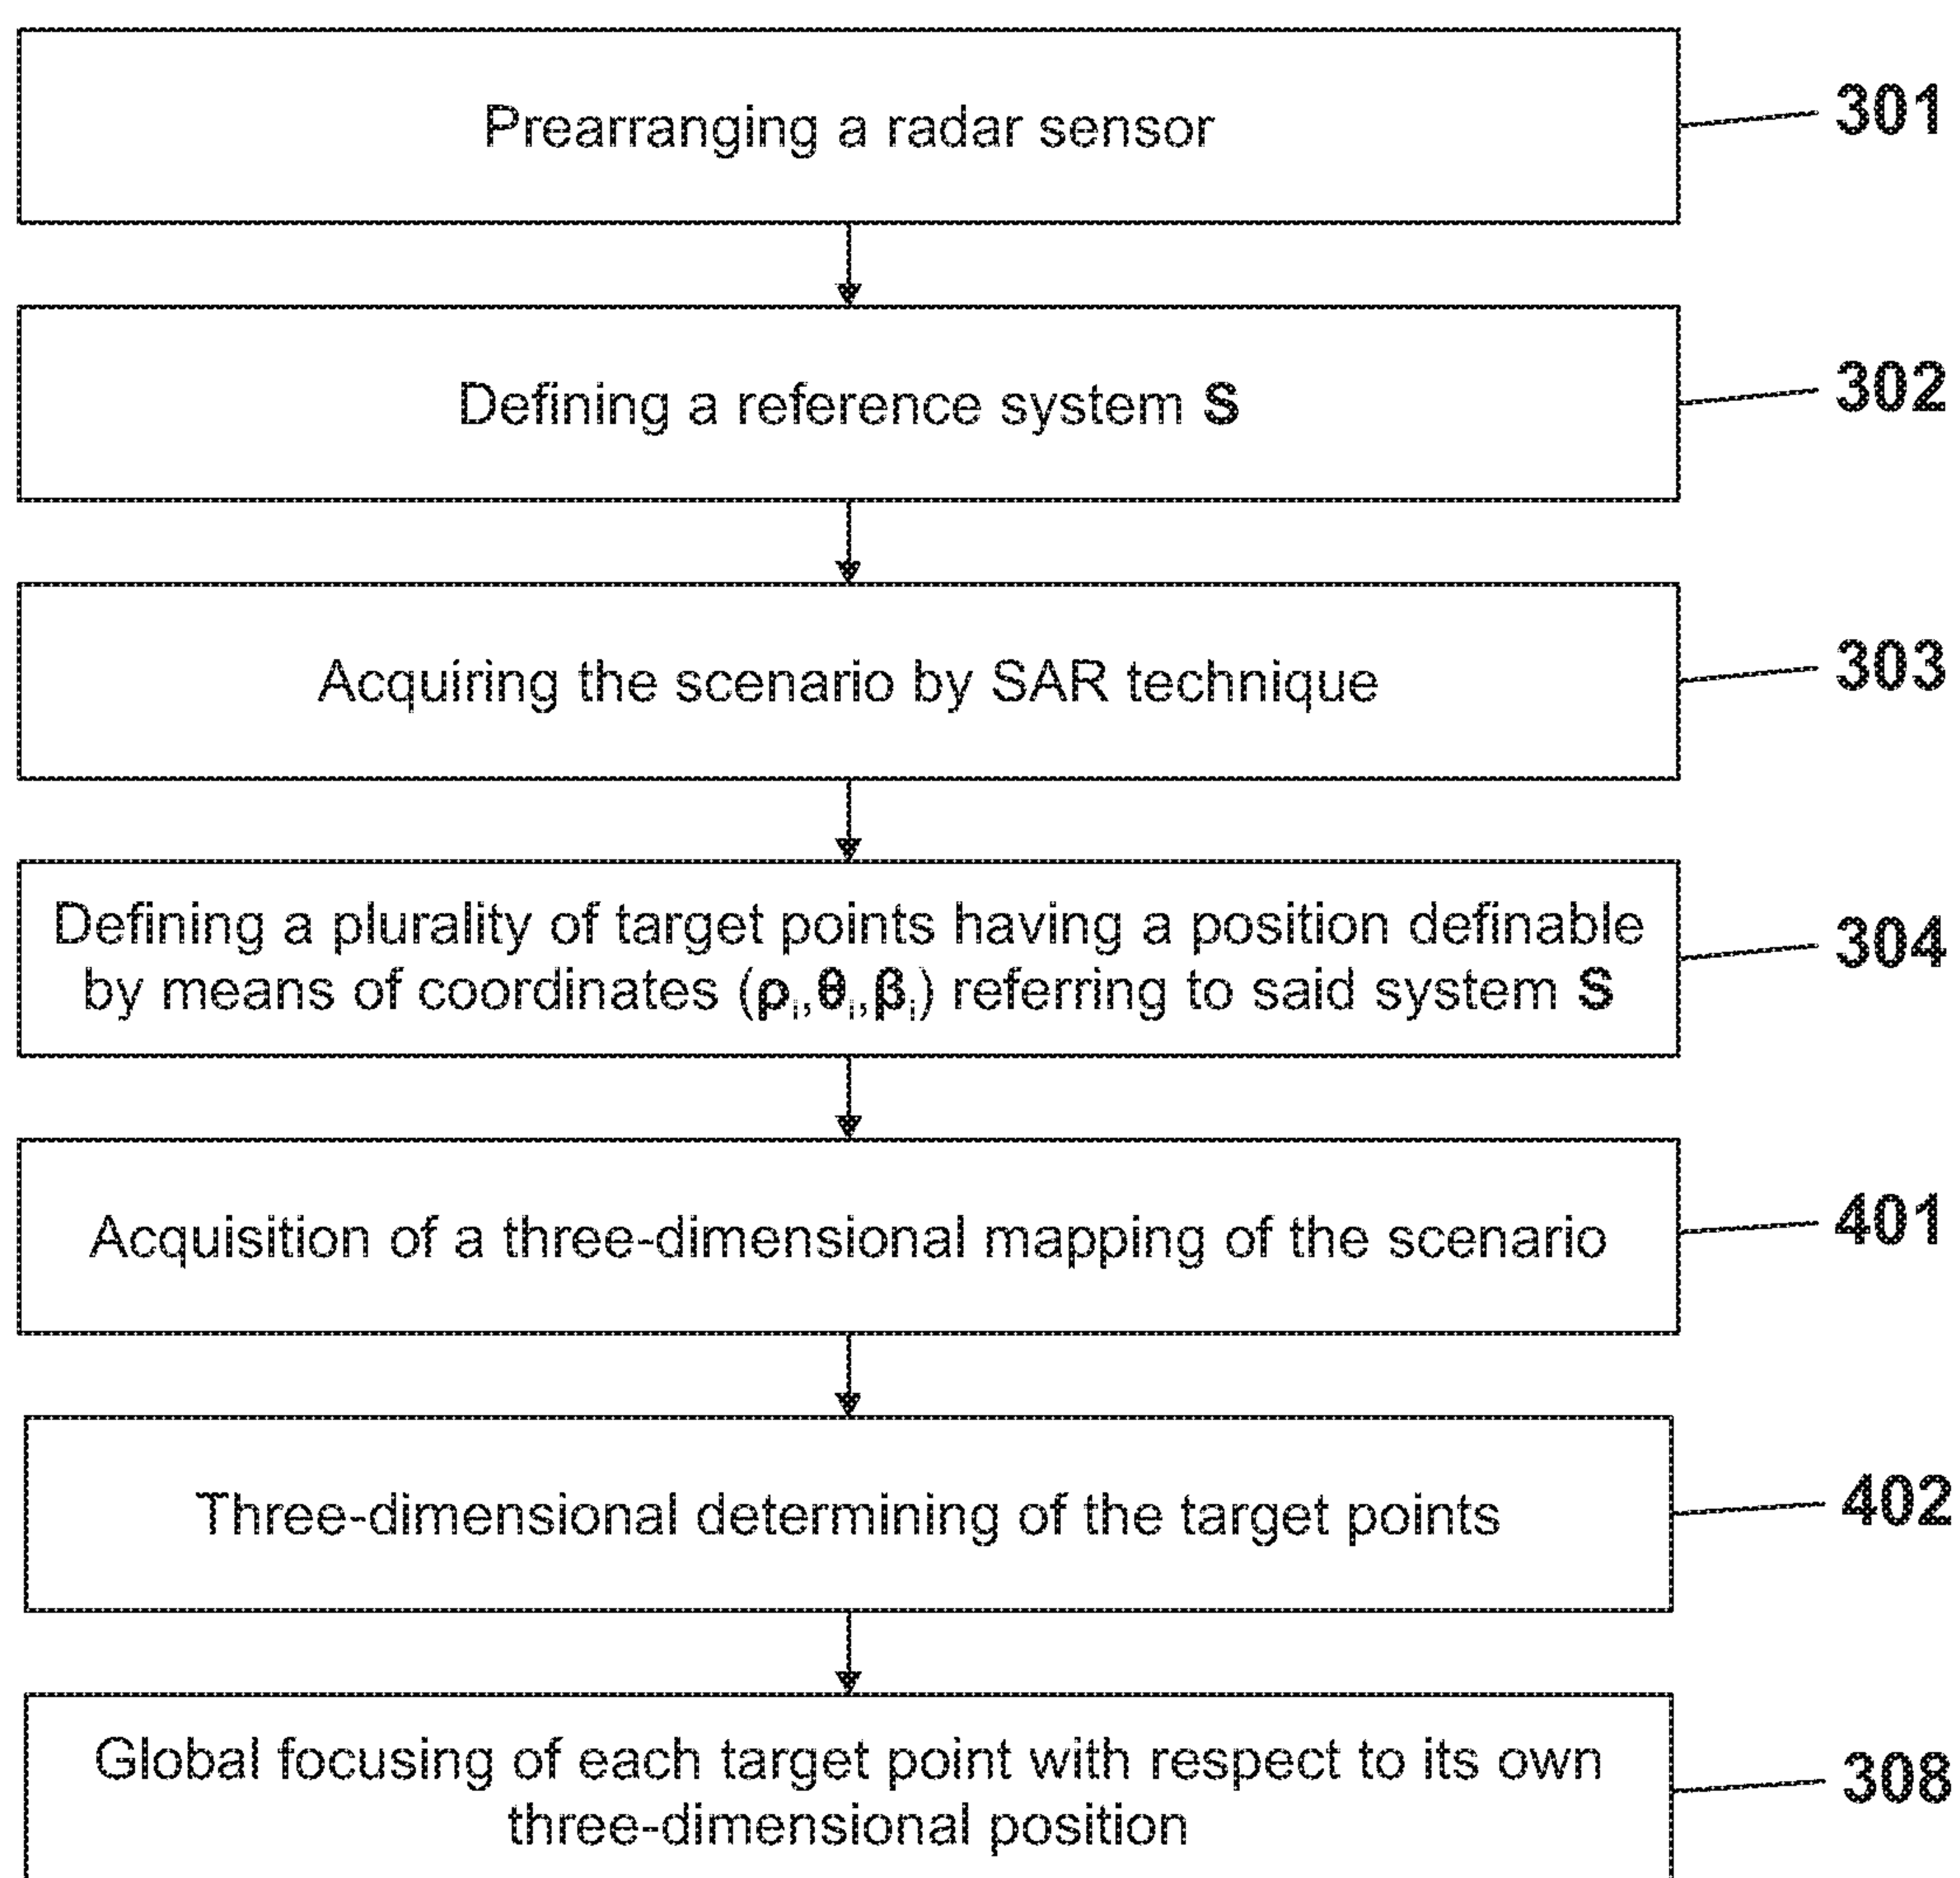 Prearranging a radar sensor
301
Defining a reference system S
302
Acquiring the scenario by SAR technique
303
Defining a plurality of target points having a position definable
by means of coordinates (ρᵢ,θᵢ,βᵢ) referring to said system S
304
Acquisition of a three-dimensional mapping of the scenario
401
Three-dimensional determining of the target points
402
Global focusing of each target point with respect to its own
three-dimensional position
308